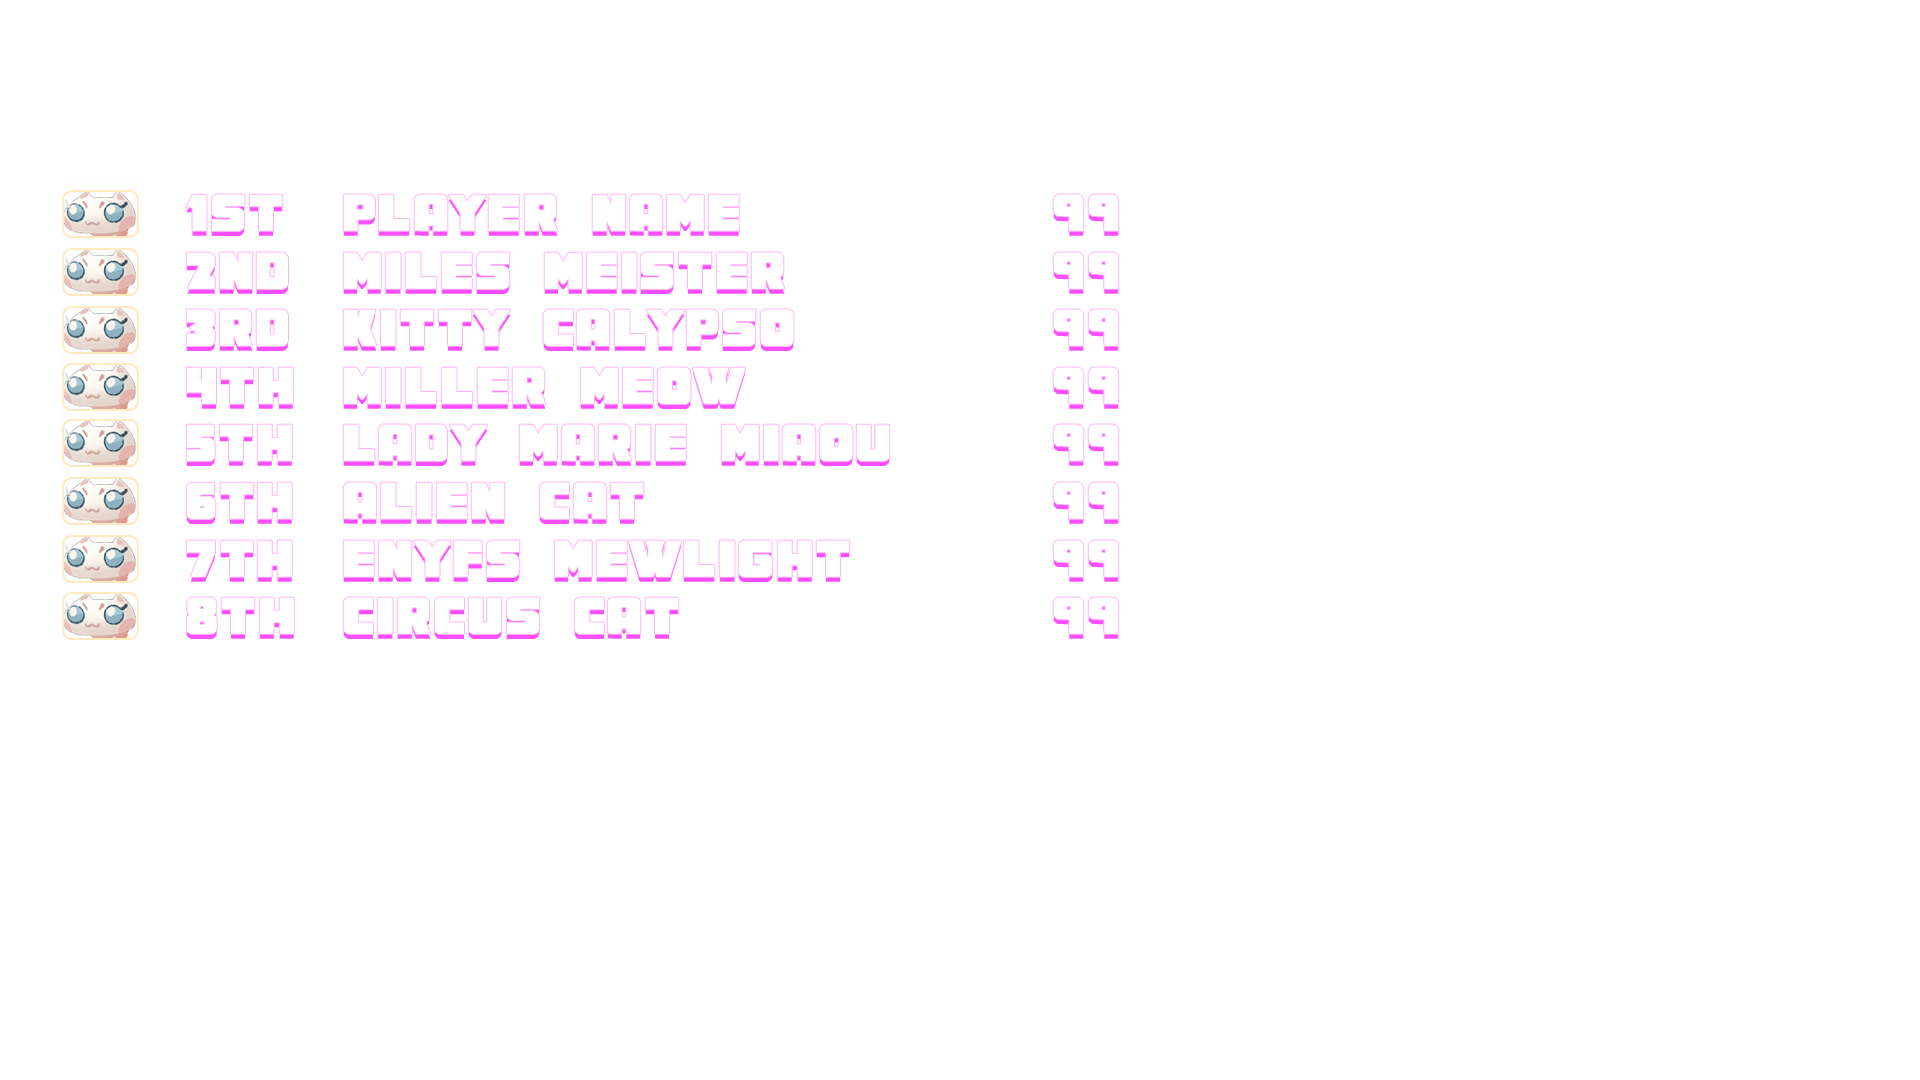 1ST PLAYER NAME 99
2ND MILES MEISTER 99
3RD KITTY CALYPSO 99
4TH MILLER MEOW 99
5TH LADY MARIE MIAOU 99
6TH ALIEN CAT 99
7TH ENYFS MEWLIGHT 99
8TH CIRCUS CAT 99